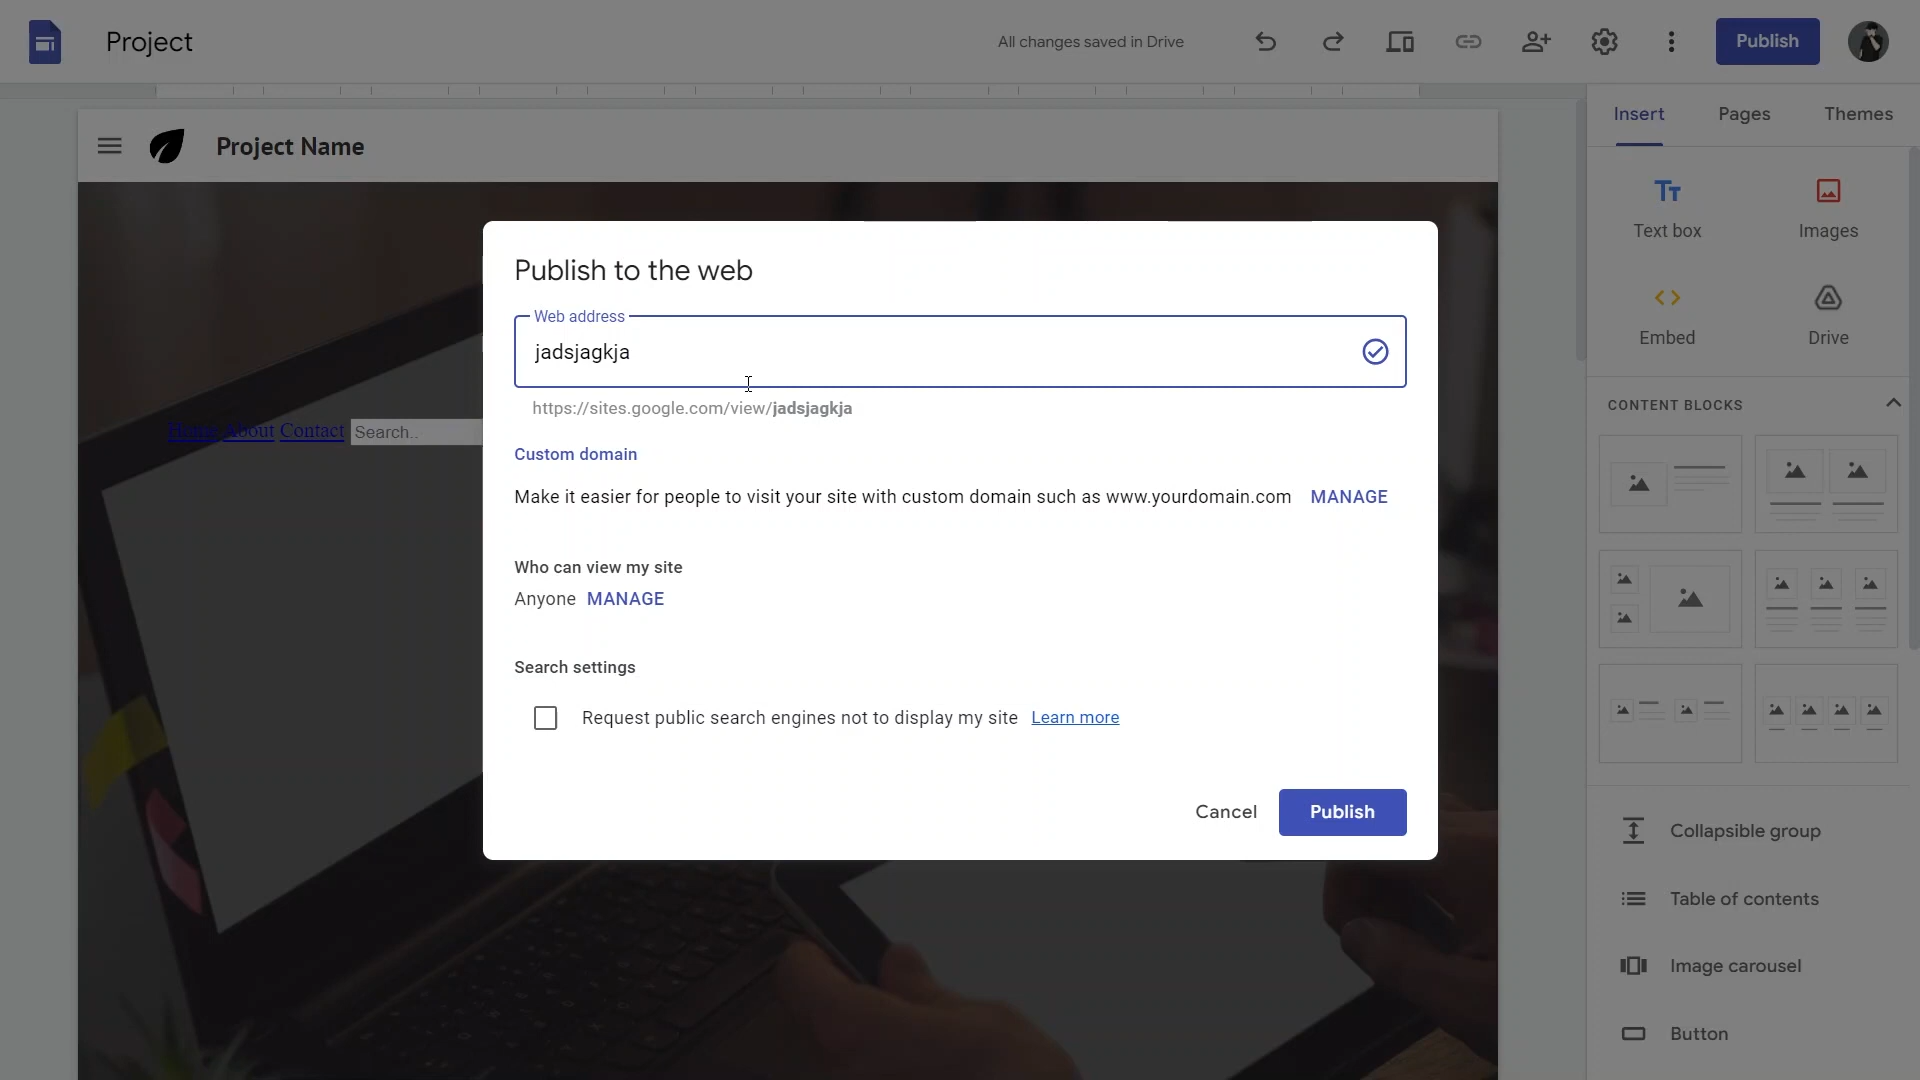 Project
All changes saved in Drive
Publish
Project Name
Insert
Pages
Themes
Text box
Images
Embed
Drive
CONTENT BLOCKS
Home About Contact Search..
Publish to the web
Web address
jadsjagkja
https://sites.google.com/view/jadsjagkja
Custom domain
Make it easier for people to visit your site with custom domain such as www.yourdomain.com MANAGE
Who can view my site
Anyone MANAGE
Search settings
Request public search engines not to display my site Learn more
Cancel
Publish
Collapsible group
Table of contents
Image carousel
Button